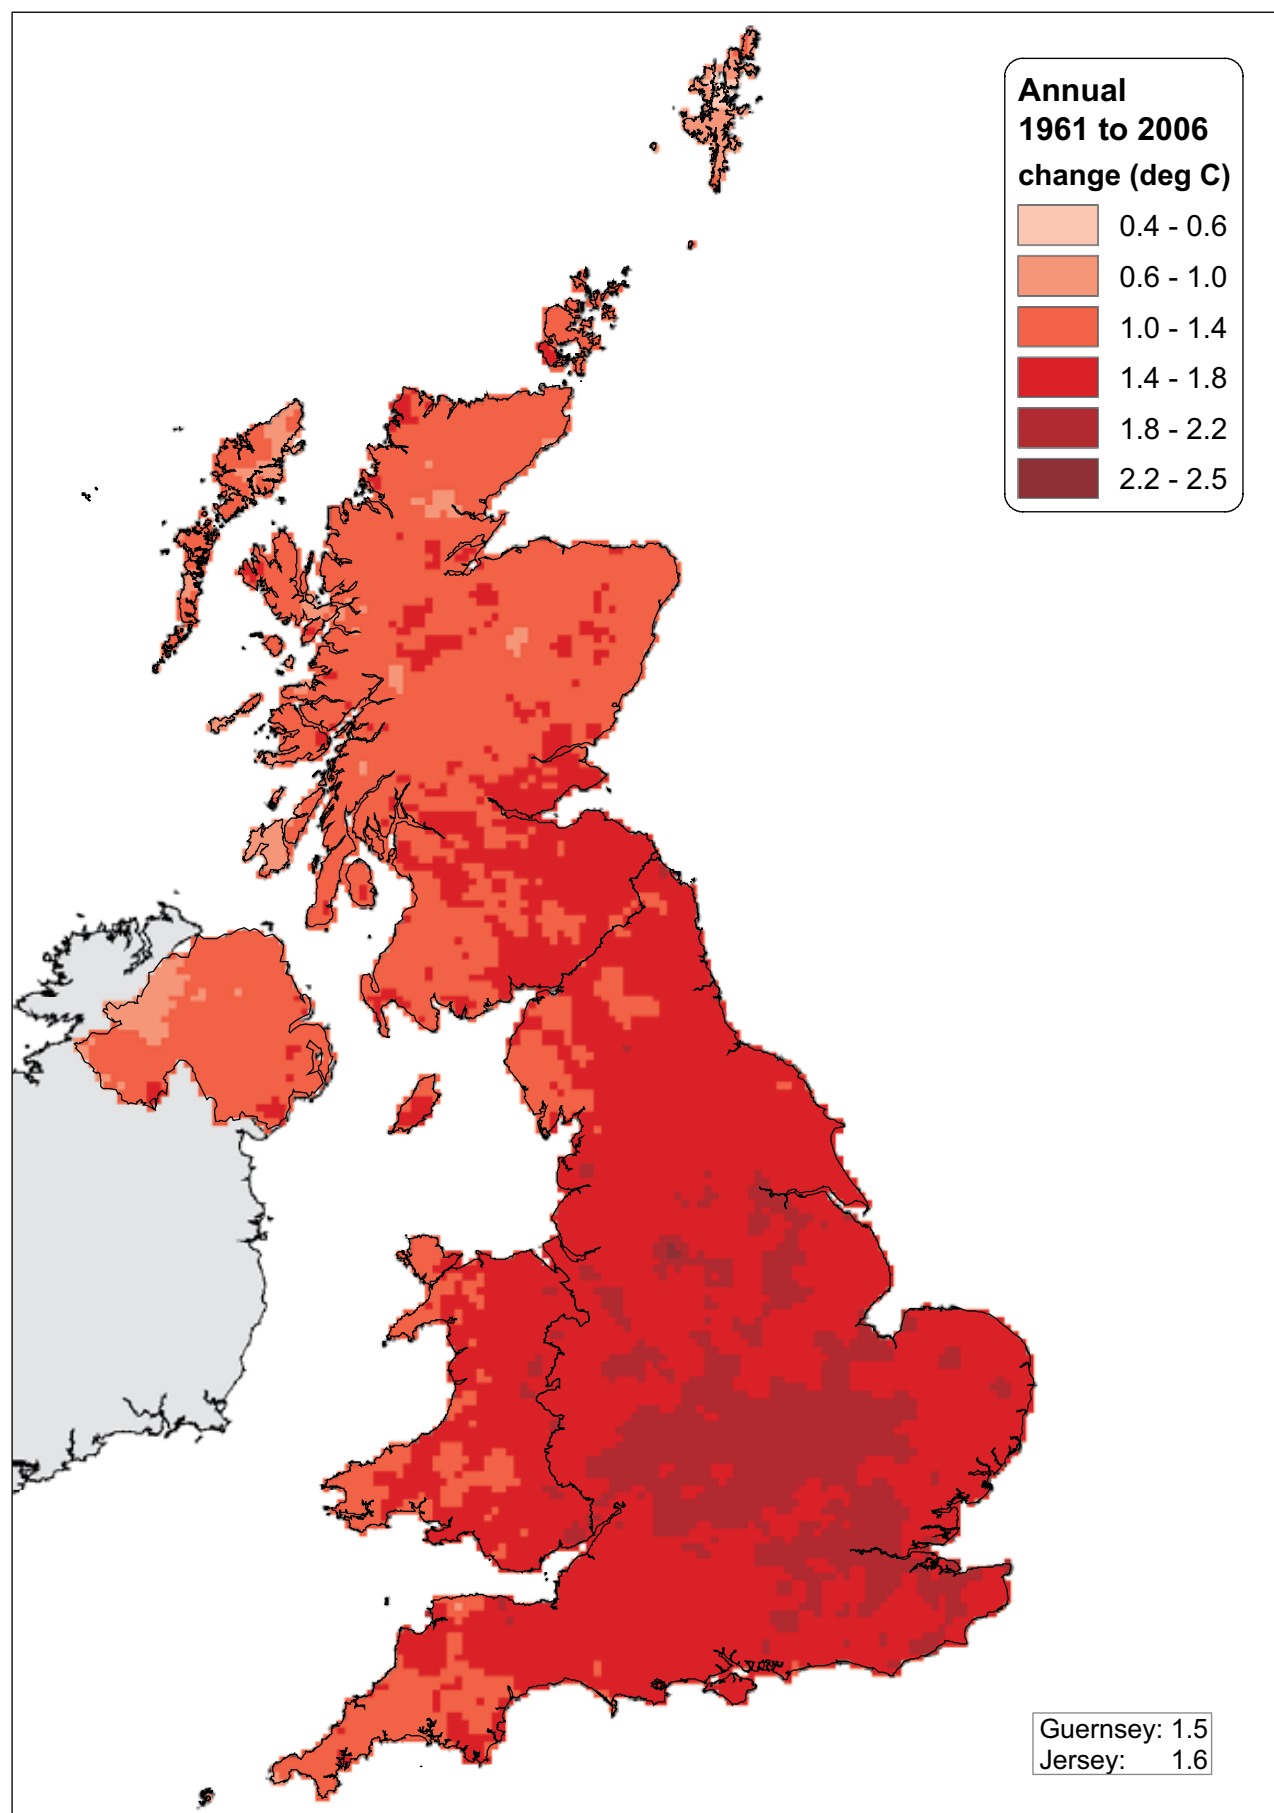 Annual
1961 to 2006
change (deg C)
0.4 - 0.6
0.6 - 1.0
1.0 - 1.4
1.4 - 1.8
1.8 - 2.2
2.2 - 2.5
Guernsey: 1.5
Jersey: 1.6